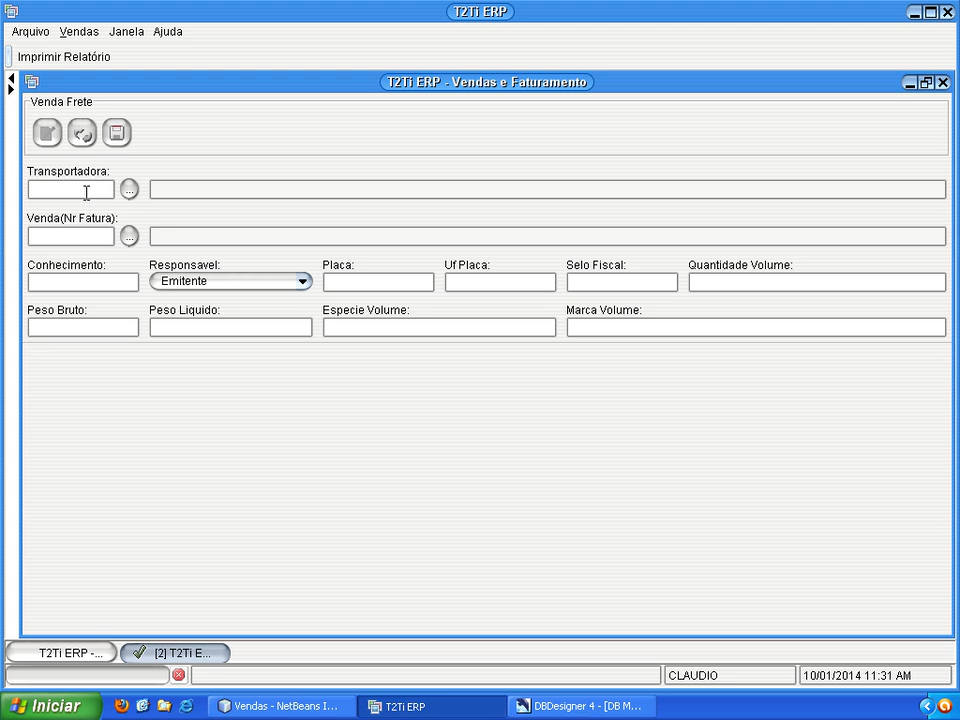 T2Ti ERP
Arquivo Vendas Janela Ajuda
Imprimir Relatório
T2Ti ERP - Vendas e Faturamento
Venda Frete
Transportadora:
...
Venda(Nr Fatura):
...
Conhecimento: Responsavel: Placa: Uf Placa: Selo Fiscal: Quantidade Volume:
Emitente
Peso Bruto: Peso Liquido: Especie Volume: Marca Volume:
T2Ti ERP -... [2] T2Ti E...
CLAUDIO 10/01/2014 11:31 AM
Iniciar Vendas - NetBeans I... T2Ti ERP DBDesigner 4 - [DB M...